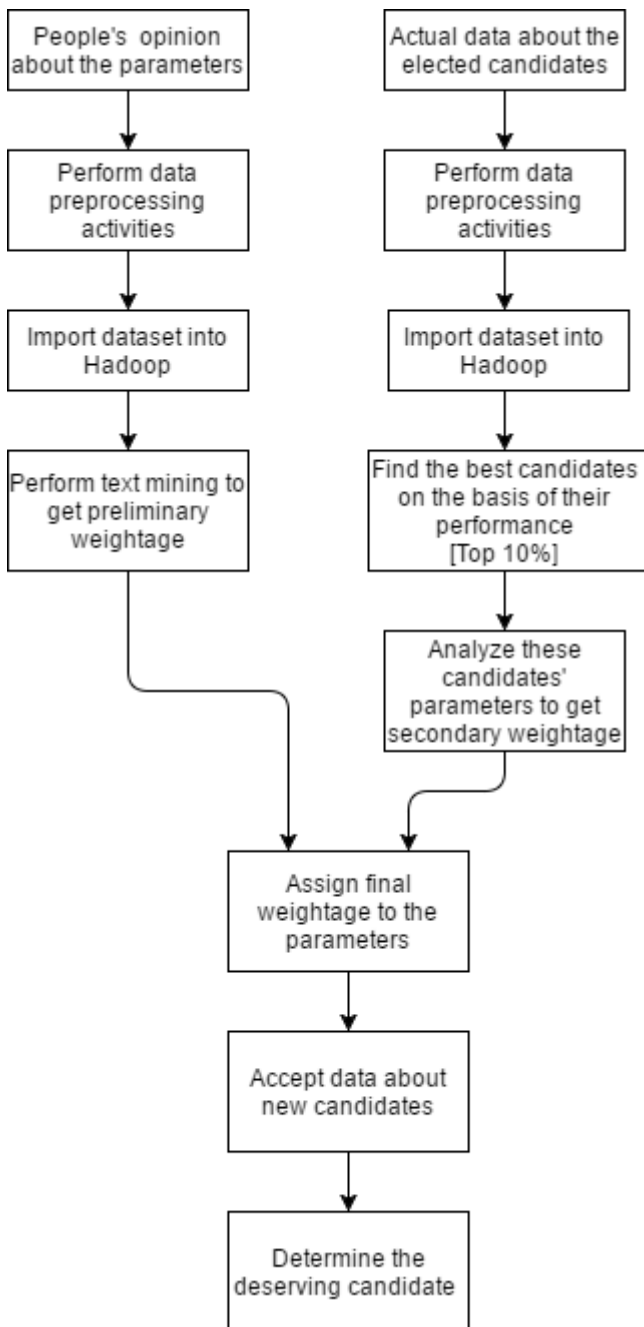 People's  opinion
about the parameters
Perform data
preprocessing
activities
Import dataset into
Hadoop
Perform text mining to
get preliminary
weightage
Actual data about the
elected candidates
Perform data
preprocessing
activities
Import dataset into
Hadoop
Find the best candidates
on the basis of their
performance
[Top 10%]
Analyze these
candidates'
parameters to get
secondary weightage
Assign final
weightage to the
parameters
Accept data about
new candidates
Determine the
deserving candidate